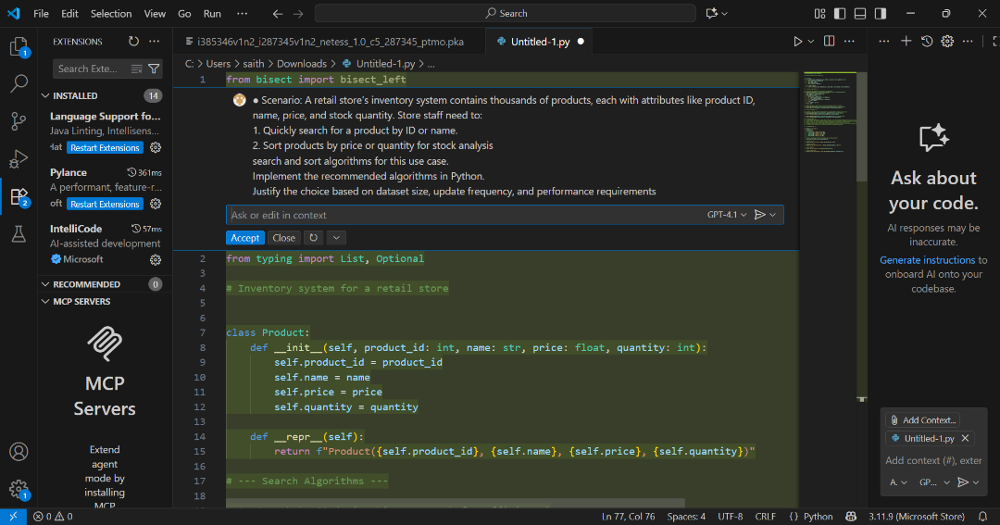 File Edit Selection View Go Run ··· Search
EXTENSIONS
Search Exte...
INSTALLED 14
Language Support fo...
Java Linting, Intellisens...
Restart Extensions
Pylance 361ms
A performant, feature-r...
oft Restart Extensions
IntelliCode 57ms
AI-assisted development
Microsoft
RECOMMENDED 0
MCP SERVERS
MCP
Servers
Extend
agent
mode by
installing
MCP
1
2
1
i385346v1n2_i287345v1n2_netess_1.0_c5_287345_ptmo.pka Untitled-1.py ●
C: > Users > saith > Downloads > Untitled-1.py > ...
1 from bisect import bisect_left
● Scenario: A retail store's inventory system contains thousands of products, each with attributes like product ID,
name, price, and stock quantity. Store staff need to:
1. Quickly search for a product by ID or name.
2. Sort products by price or quantity for stock analysis
search and sort algorithms for this use case.
Implement the recommended algorithms in Python.
Justify the choice based on dataset size, update frequency, and performance requirements
Ask or edit in context GPT-4.1
Accept Close
2 from typing import List, Optional
3
4 # Inventory system for a retail store
5
6
7 class Product:
8 def __init__(self, product_id: int, name: str, price: float, quantity: int):
9 self.product_id = product_id
10 self.name = name
11 self.price = price
12 self.quantity = quantity
13
14 def __repr__(self):
15 return f"Product({self.product_id}, {self.name}, {self.price}, {self.quantity})"
16
17 # --- Search Algorithms ---
18
Ask about
your code.
AI responses may be
inaccurate.
Generate instructions to
onboard AI onto your
codebase.
Add Context...
Untitled-1.py
Add context (#), exter
A. GP...
0 0 Ln 77, Col 76 Spaces: 4 UTF-8 CRLF {} Python 3.11.9 (Microsoft Store)